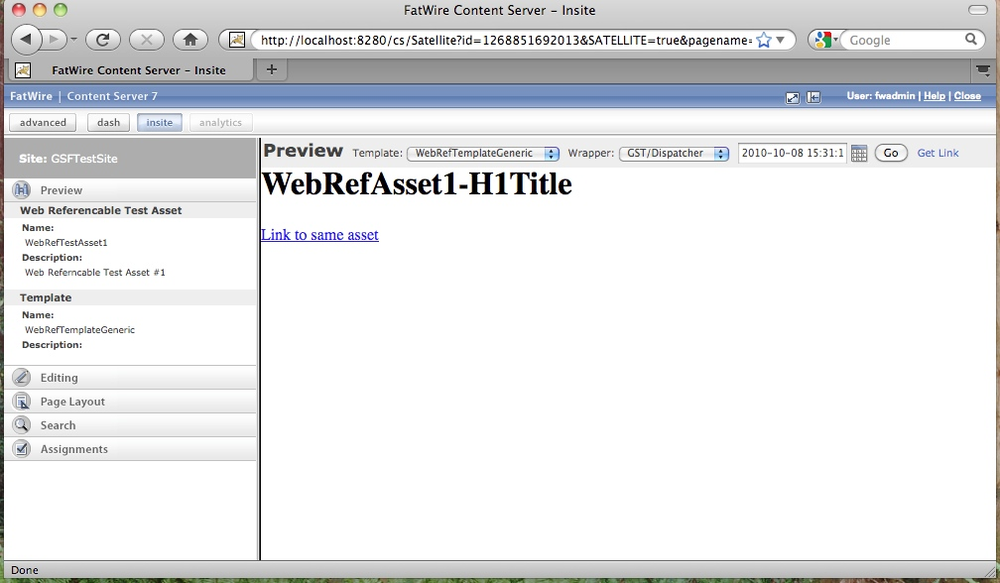 FatWire Content Server - Insite
http://localhost:8280/cs/Satellite?id=1268851692013&SATELLITE=true&pagename=
Google
FatWire Content Server - Insite
FatWire | Content Server 7
User: fwadmin | Help | Close
advanced
dash
insite
analytics
Site: GSFTestSite
Preview
Web Referencable Test Asset
Name:
WebRefTestAsset1
Description:
Web Referncable Test Asset #1
Template
Name:
WebRefTemplateGeneric
Description:
Editing
Page Layout
Search
Assignments
Preview Template: WebRefTemplateGeneric Wrapper: GST/Dispatcher 2010-10-08 15:31:1 Go Get Link
WebRefAsset1-H1Title
Link to same asset
Done